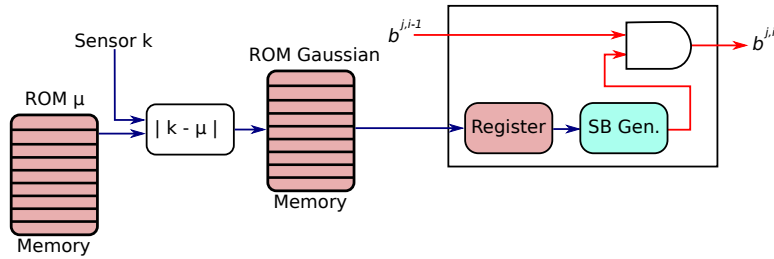 Sensor k
ROM μ
| k - μ |
Memory
ROM Gaussian
Memory
b^{j,i-1}
Register
SB Gen.
b^{j,i}